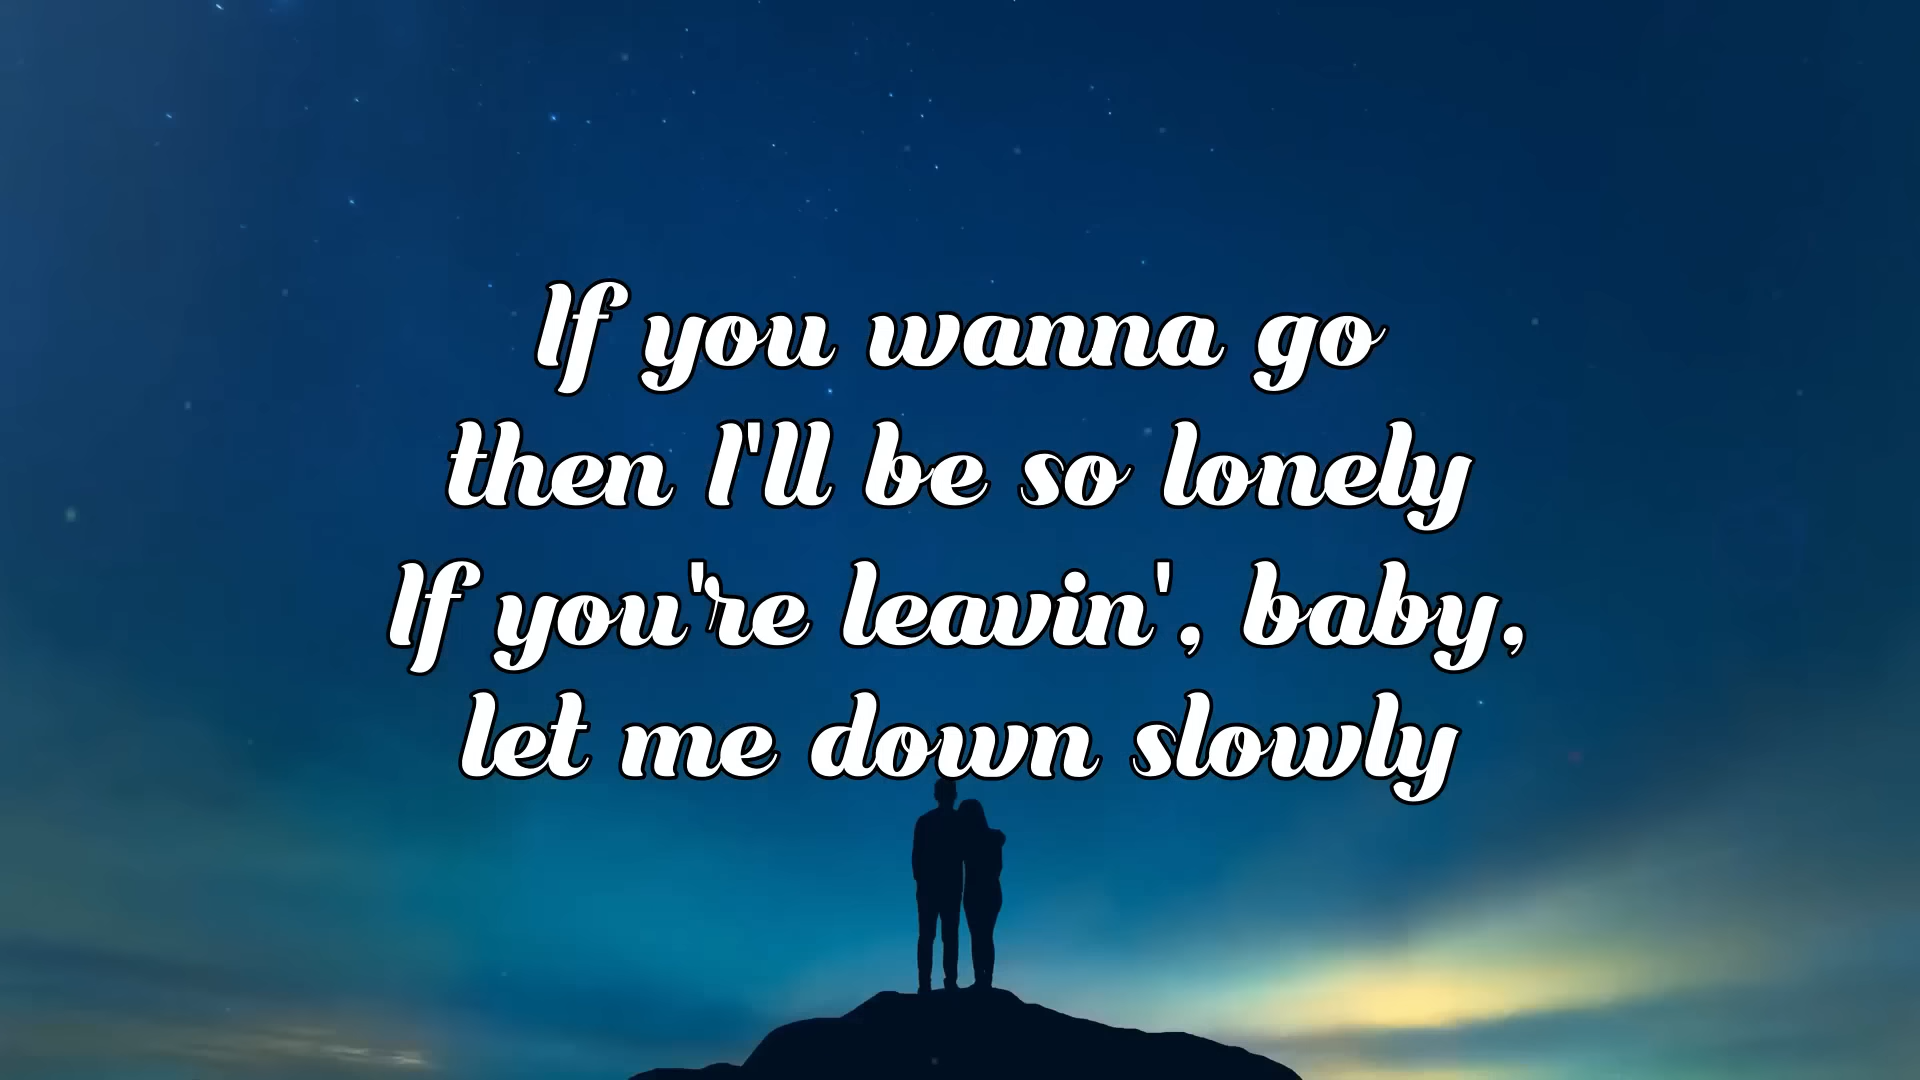 If you wanna go
then I'll be so lonely
If you're leavin', baby,
let me down slowly